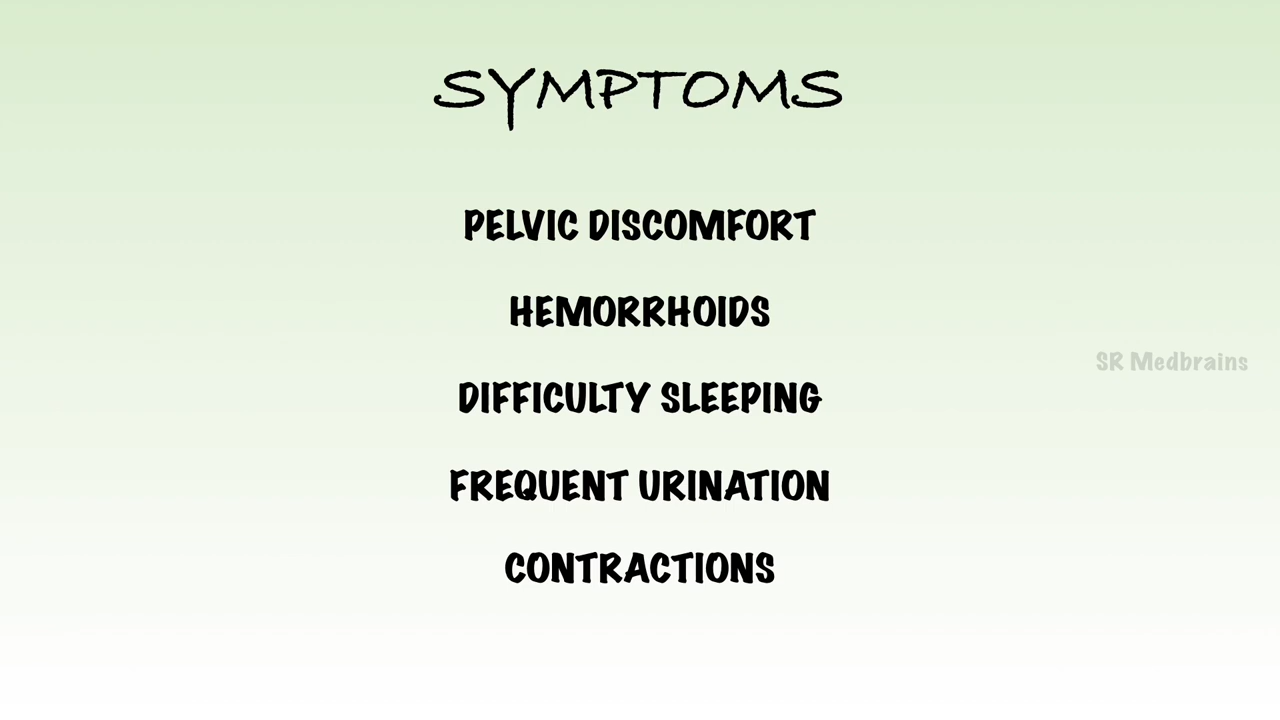 SYMPTOMS
PELVIC DISCOMFORT
HEMORRHOIDS
SR Medbrains
DIFFICULTY SLEEPING
FREQUENT URINATION
CONTRACTIONS